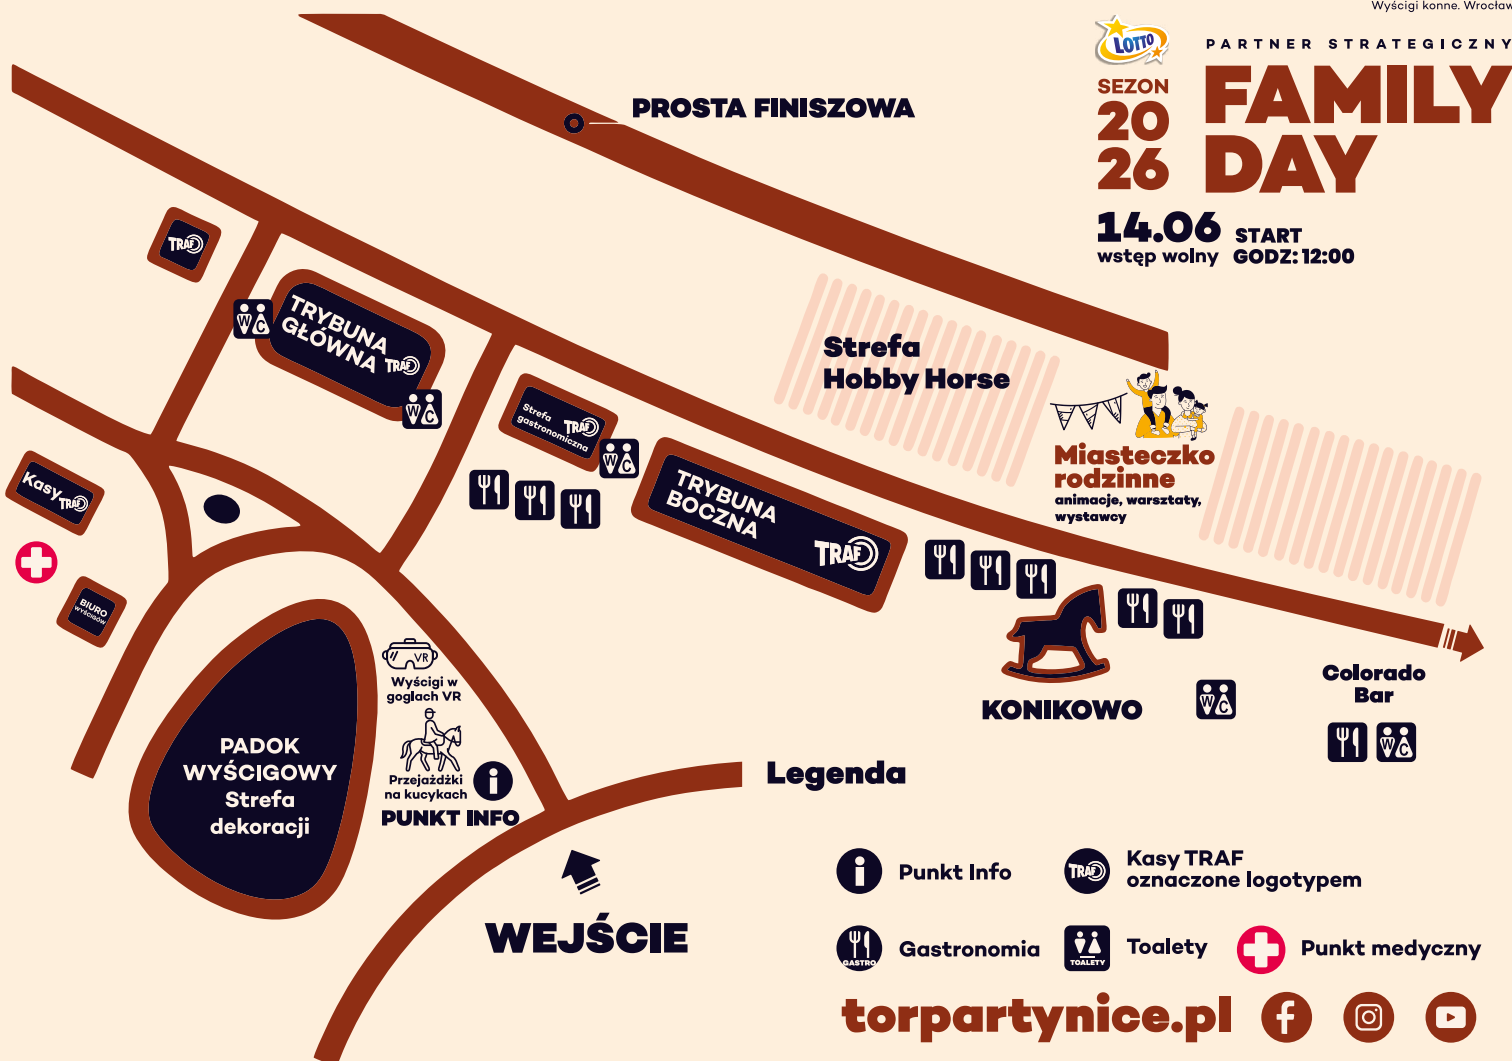 Wyścigi konne. Wrocław
LOTTO
PARTNER STRATEGICZNY
SEZON
20
26
FAMILY
DAY
14.06
wstęp wolny
START
GODZ: 12:00
PROSTA FINISZOWA
TRAF
TRYBUNA
GŁÓWNA
TRAF
WC
WC
Strefa
gastronomiczna
TRAF
WC
TRYBUNA
BOCZNA
TRAF
Strefa
Hobby Horse
Miasteczko
rodzinne
animacje, warsztaty,
wystawcy
Kasy
TRAF
BIURO
WYŚCIGÓW
VR
Wyścigi w
goglach VR
Przejażdżki
na kucykach
i
PUNKT INFO
PADOK
WYŚCIGOWY
Strefa
dekoracji
KONIKOWO
WC
Colorado
Bar
WC
WEJŚCIE
Legenda
i
Punkt Info
TRAF
Kasy TRAF
oznaczone logotypem
GASTRO
Gastronomia
TOALETY
Toalety
Punkt medyczny
torpartynice.pl